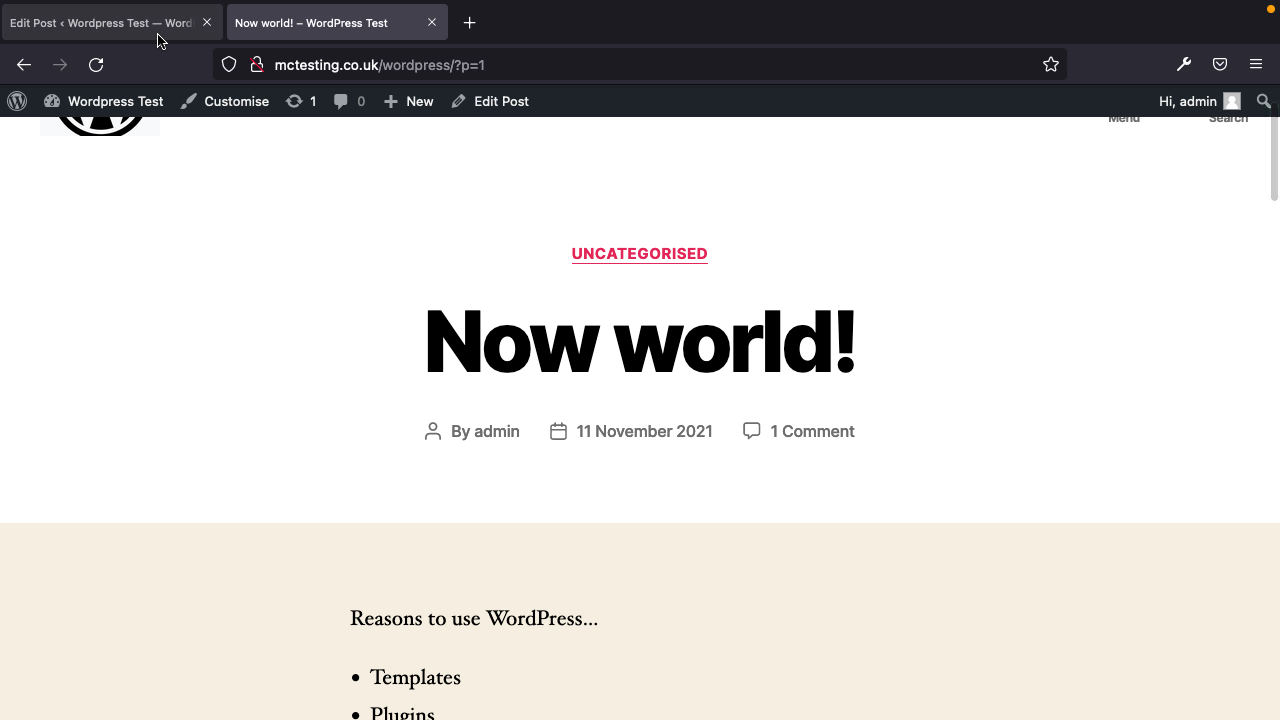 Edit Post ‹ Wordpress Test — Word
Now world! – WordPress Test
mctesting.co.uk/wordpress/?p=1
Wordpress Test
Customise
1
0
New
Edit Post
Hi, admin
Menu
Search
UNCATEGORISED
Now world!
By admin
11 November 2021
1 Comment
Reasons to use WordPress...
• Templates
• Plugins